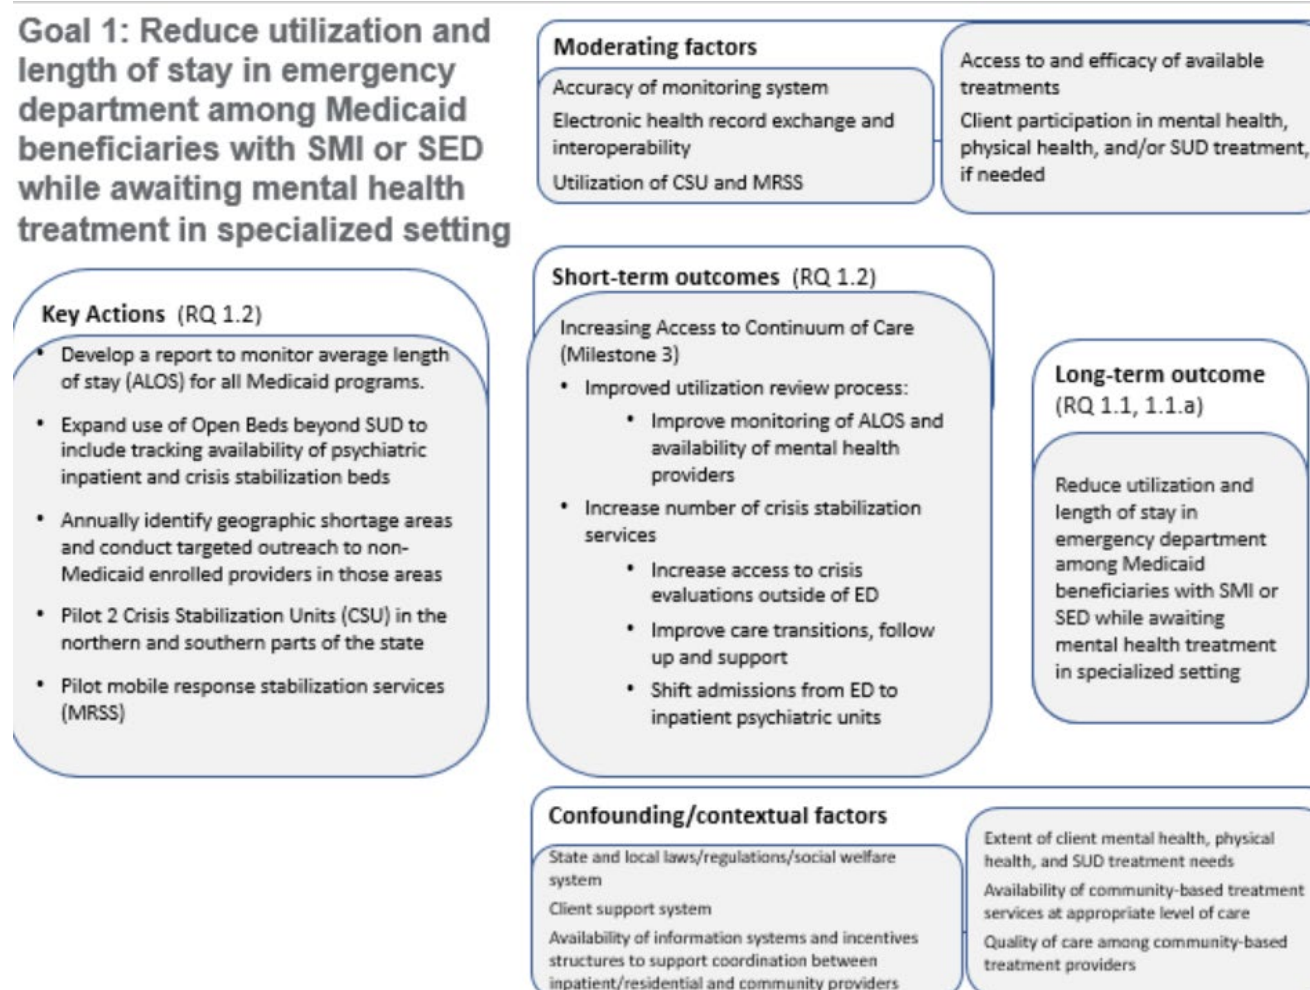 Goal 1: Reduce utilization and
length of stay in emergency
department among Medicaid
beneficiaries with SMI or SED
while awaiting mental health
treatment in specialized setting
Moderating factors
Accuracy of monitoring system
Electronic health record exchange and
interoperability
Utilization of CSU and MRSS
Access to and efficacy of available
treatments
Client participation in mental health,
physical health, and/or SUD treatment,
if needed
Key Actions (RQ 1.2)
• Develop a report to monitor average length
of stay (ALOS) for all Medicaid programs.
• Expand use of Open Beds beyond SUD to
include tracking availability of psychiatric
inpatient and crisis stabilization beds
• Annually identify geographic shortage areas
and conduct targeted outreach to non-
Medicaid enrolled providers in those areas
• Pilot 2 Crisis Stabilization Units (CSU) in the
northern and southern parts of the state
• Pilot mobile response stabilization services
(MRSS)
Short-term outcomes (RQ 1.2)
Increasing Access to Continuum of Care
(Milestone 3)
• Improved utilization review process:
• Improve monitoring of ALOS and
availability of mental health
providers
• Increase number of crisis stabilization
services
• Increase access to crisis
evaluations outside of ED
• Improve care transitions, follow
up and support
• Shift admissions from ED to
inpatient psychiatric units
Long-term outcome
(RQ 1.1, 1.1.a)
Reduce utilization and
length of stay in
emergency department
among Medicaid
beneficiaries with SMI or
SED while awaiting
mental health treatment
in specialized setting
Confounding/contextual factors
State and local laws/regulations/social welfare
system
Client support system
Availability of information systems and incentives
structures to support coordination between
inpatient/residential and community providers
Extent of client mental health, physical
health, and SUD treatment needs
Availability of community-based treatment
services at appropriate level of care
Quality of care among community-based
treatment providers